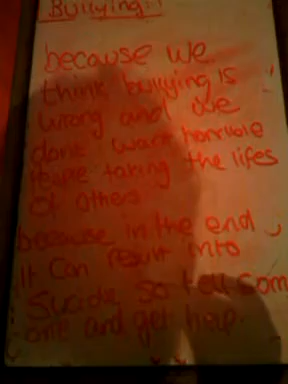 Bullying:!
because we
think bullying is
wrong and we
dont want horrible
People taking the lifes
of others
because in the end
it can result into
Suicide so tell som
one and get help.